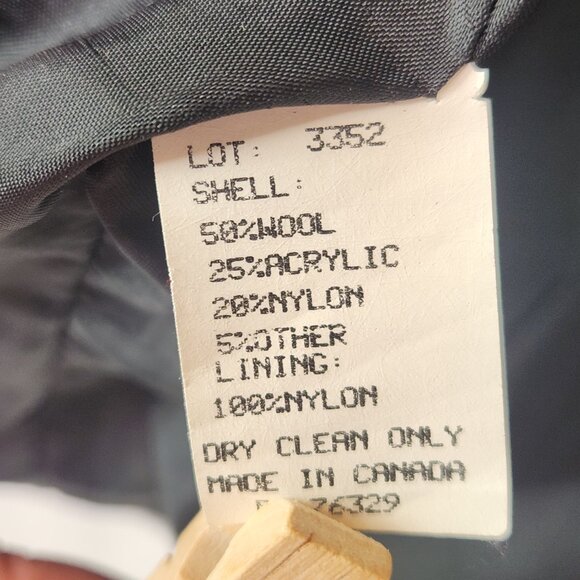 LOT: 3352
SHELL:
50%WOOL
25%ACRYLIC
20%NYLON
5%OTHER
LINING:
100%NYLON
DRY CLEAN ONLY
MADE IN CANADA
76329